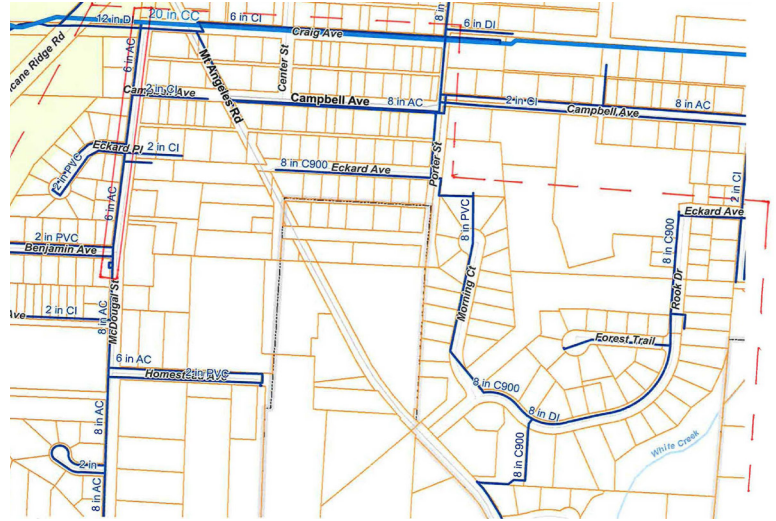 12 in D
20 in CC
6 in CI
8 in
6 in DI
Craig Ave
cane Ridge Rd
6 in AC
Mt Angeles Rd
Center St
2 in CI
Campbell Ave
8 in AC
2 in CI
8 in AC
Campbell Ave
Eckard Pl
2 in CI
2 in PVC
8 in C900
Eckard Ave
Porter St
2 in CI
6 in AC
Eckard Ave
2 in PVC
Benjamin Ave
8 in PVC
8 in C900
Morning Ct
Rook Dr
McDougal St
2 in CI
Ave
8 in AC
Forest Trail
6 in AC
2 in PVC
8 in C900
8 in DI
8 in AC
8 in C900
White Creek
2 in
8 in AC